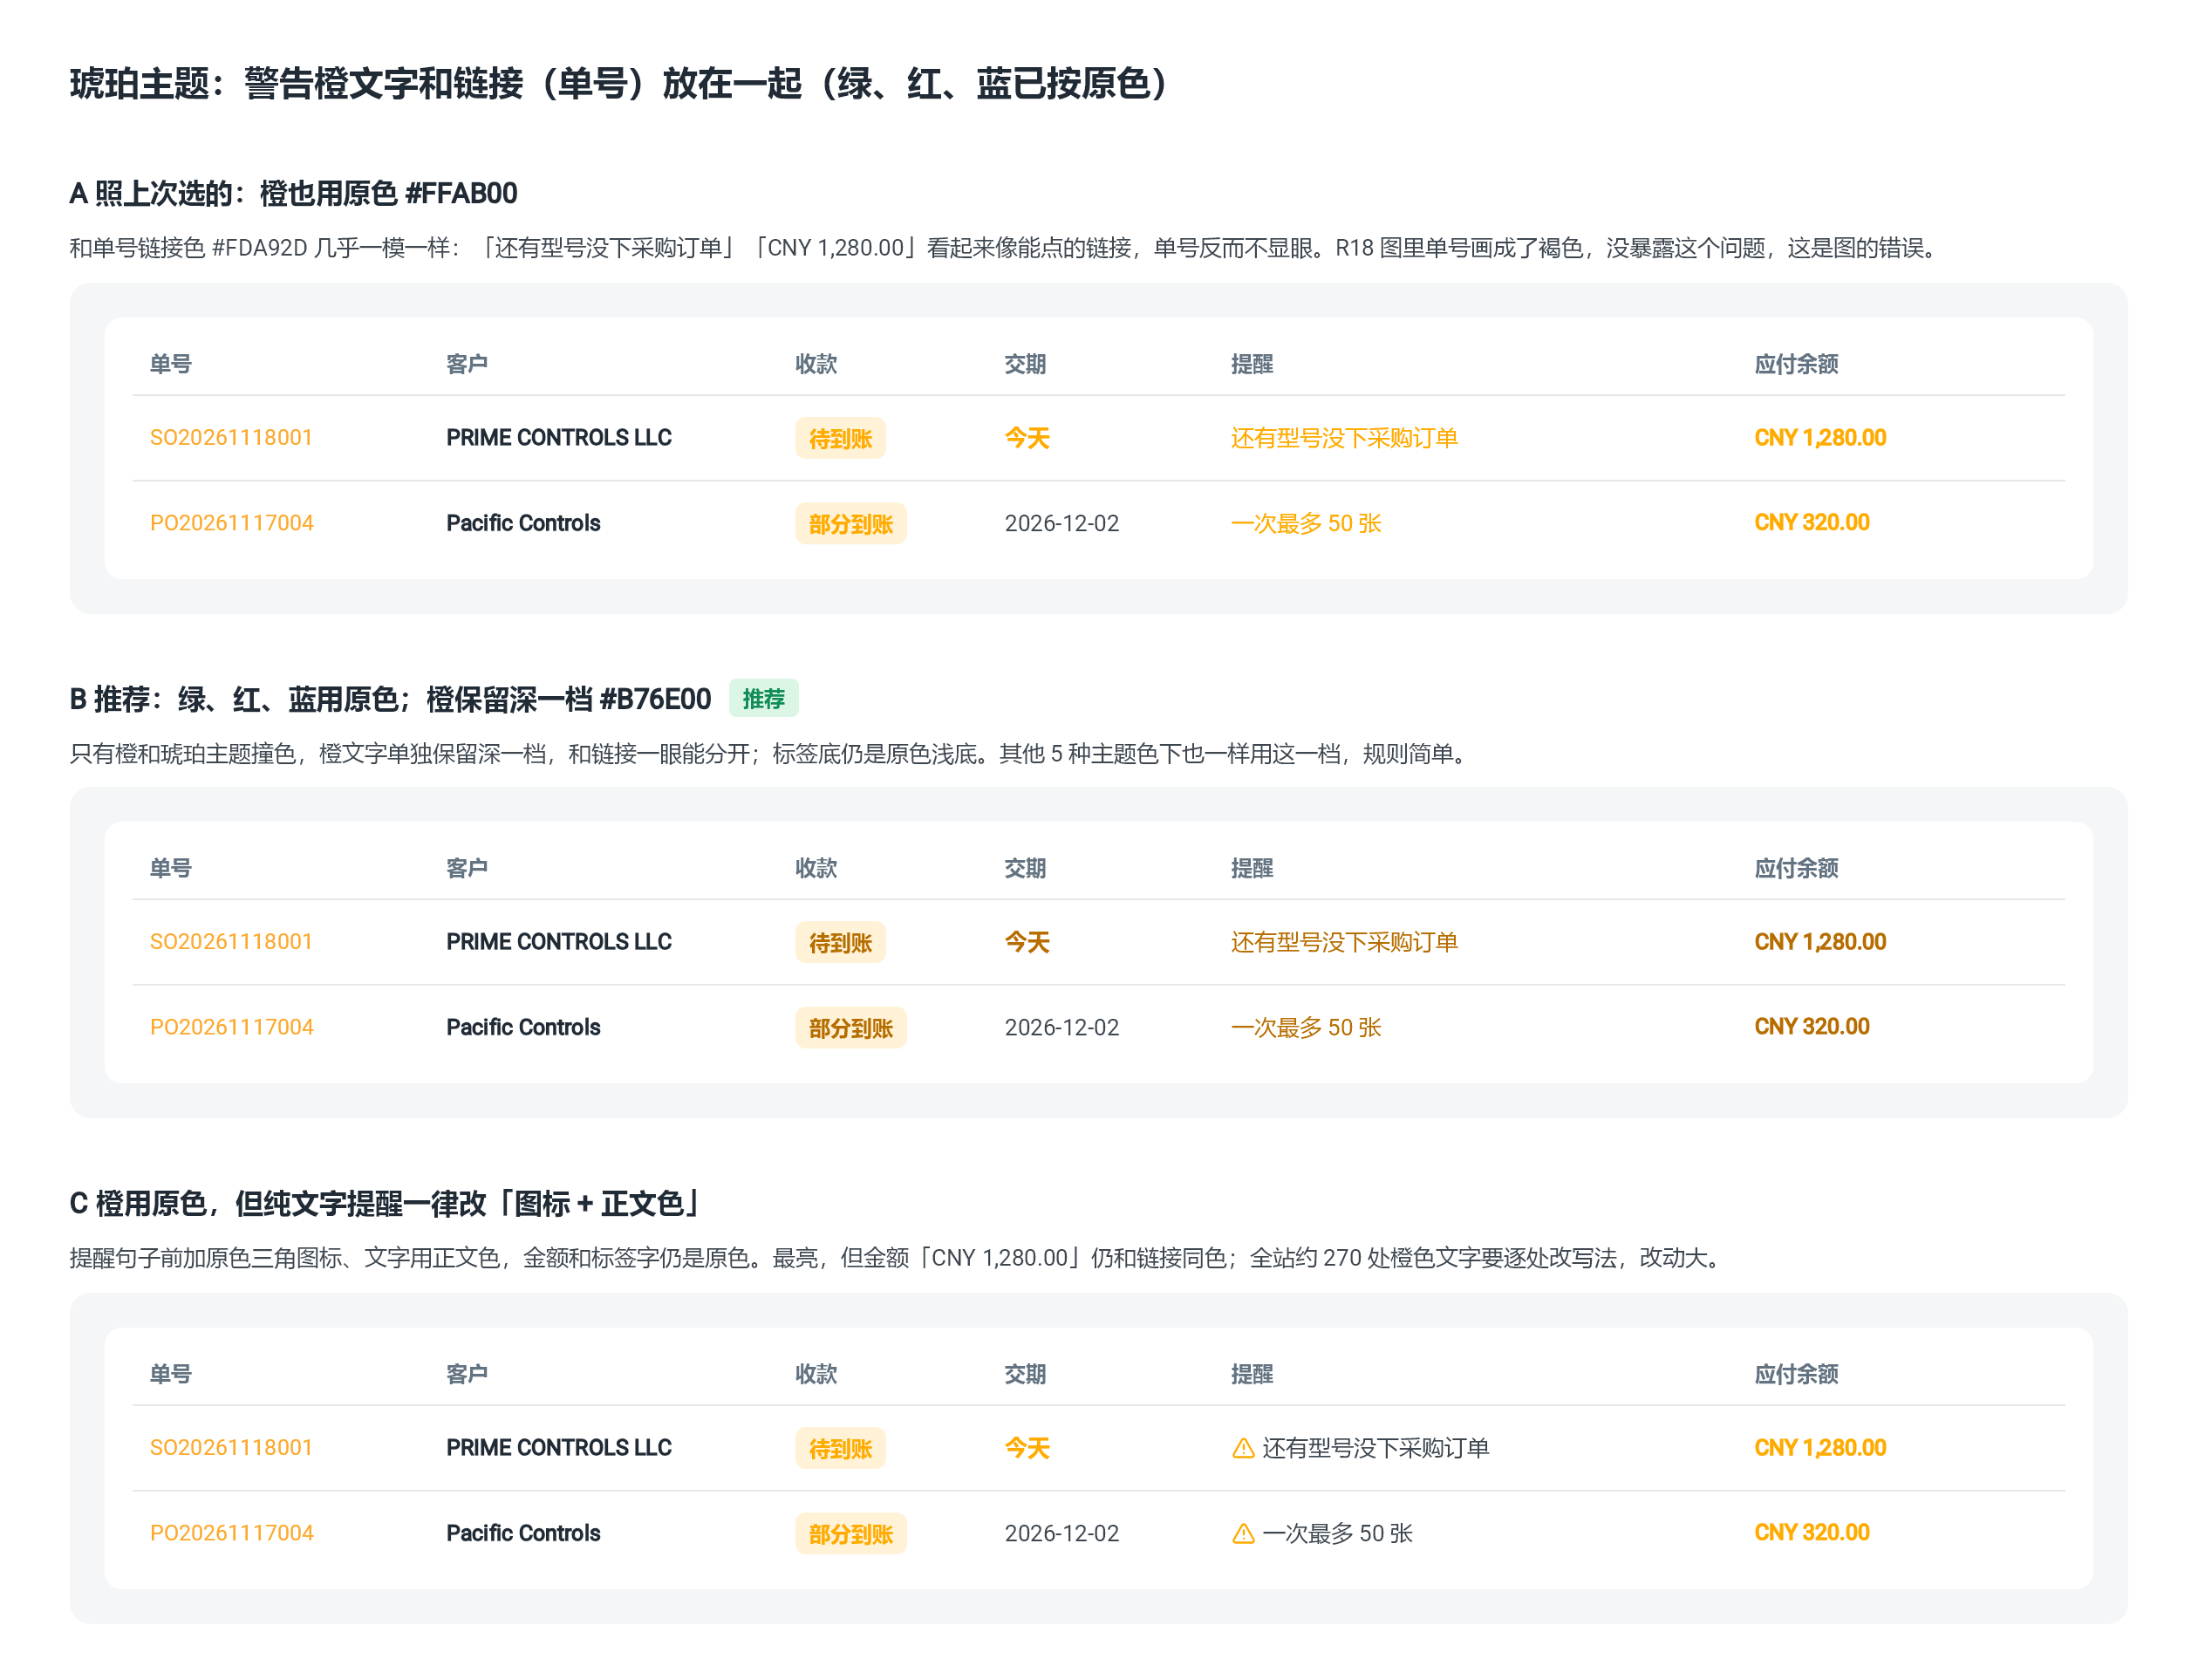 琥珀主题：警告橙文字和链接（单号）放在一起（绿、红、蓝已按原色）
A 照上次选的：橙也用原色 #FFAB00
和单号链接色 #FDA92D 几乎一模一样：「还有型号没下采购订单」「CNY 1,280.00」看起来像能点的链接，单号反而不显眼。R18 图里单号画成了褐色，没暴露这个问题，这是图的错误。
单号 客户 收款 交期 提醒 应付余额
SO20261118001 PRIME CONTROLS LLC 待到账 今天 还有型号没下采购订单 CNY 1,280.00
PO20261117004 Pacific Controls 部分到账 2026-12-02 一次最多 50 张 CNY 320.00
B 推荐：绿、红、蓝用原色；橙保留深一档 #B76E00 推荐
只有橙和琥珀主题撞色，橙文字单独保留深一档，和链接一眼能分开；标签底仍是原色浅底。其他 5 种主题色下也一样用这一档，规则简单。
单号 客户 收款 交期 提醒 应付余额
SO20261118001 PRIME CONTROLS LLC 待到账 今天 还有型号没下采购订单 CNY 1,280.00
PO20261117004 Pacific Controls 部分到账 2026-12-02 一次最多 50 张 CNY 320.00
C 橙用原色，但纯文字提醒一律改「图标 + 正文色」
提醒句子前加原色三角图标、文字用正文色，金额和标签字仍是原色。最亮，但金额「CNY 1,280.00」仍和链接同色；全站约 270 处橙色文字要逐处改写法，改动大。
单号 客户 收款 交期 提醒 应付余额
SO20261118001 PRIME CONTROLS LLC 待到账 今天 还有型号没下采购订单 CNY 1,280.00
PO20261117004 Pacific Controls 部分到账 2026-12-02 一次最多 50 张 CNY 320.00